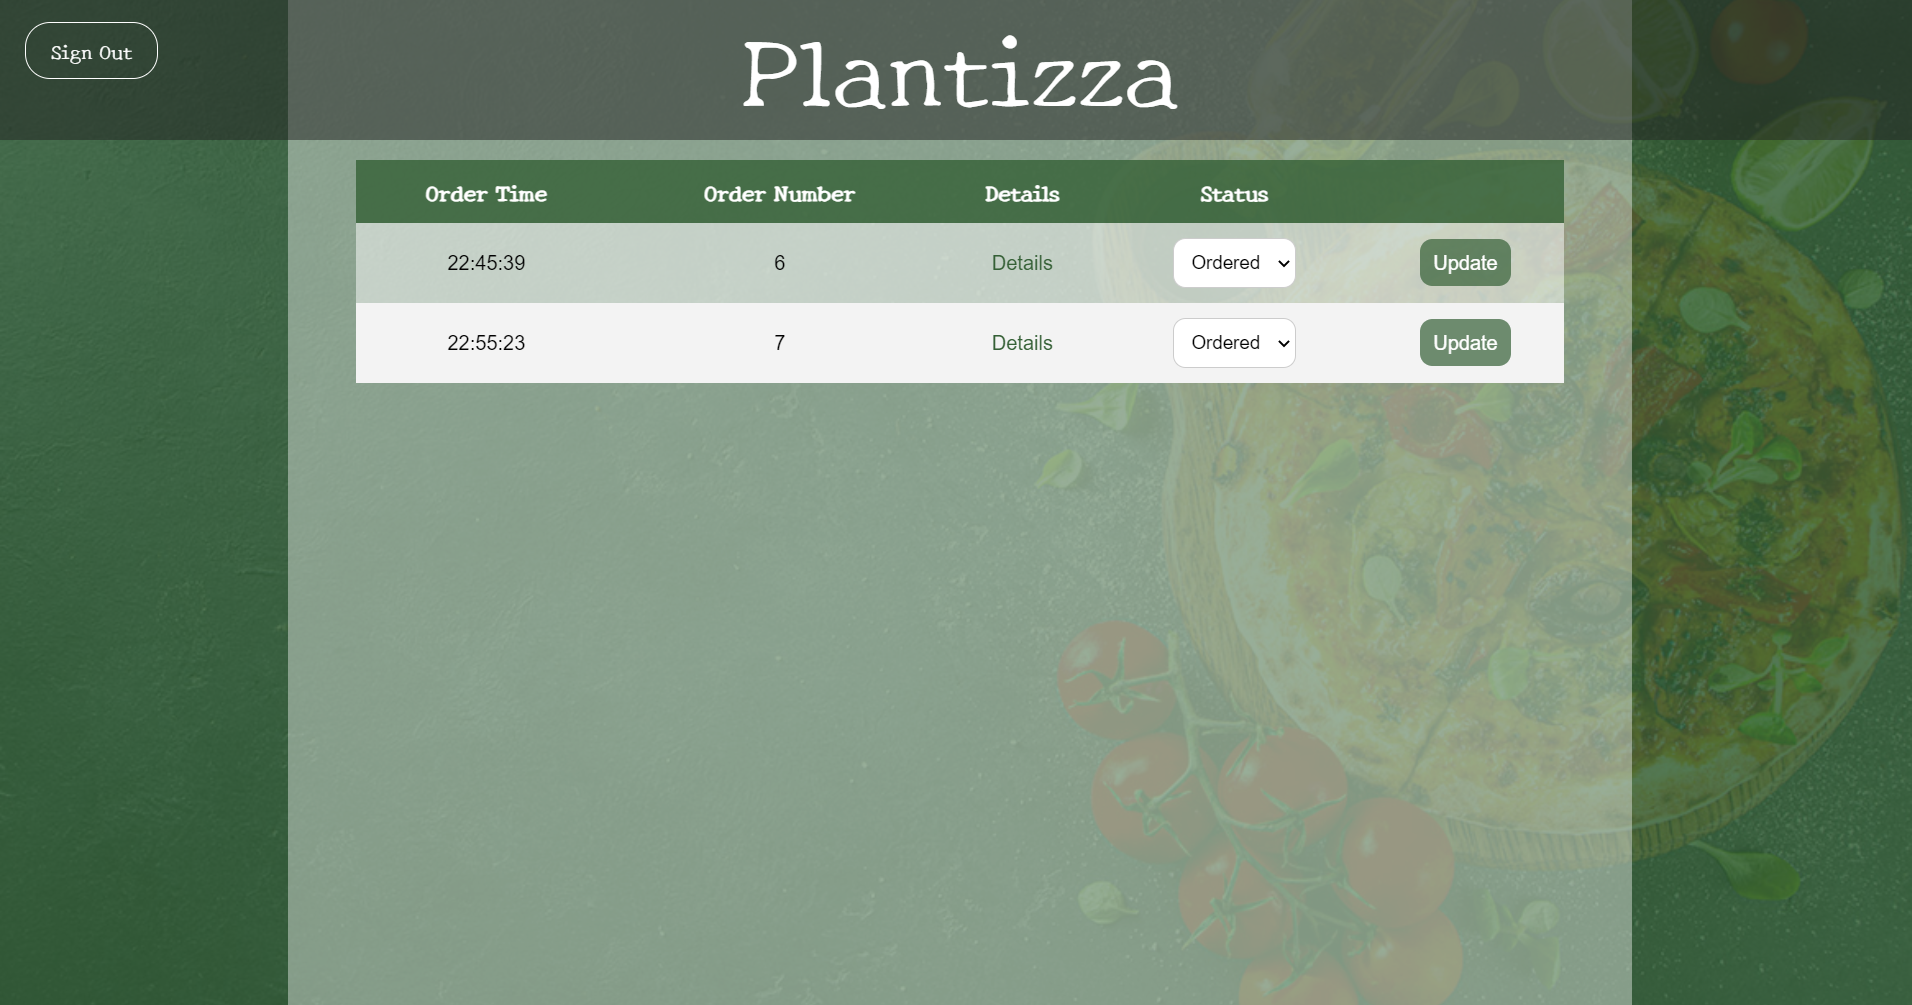 Sign Out
Plantizza
Order Time Order Number Details Status
22:45:39 6 Details Ordered Update
22:55:23 7 Details Ordered Update